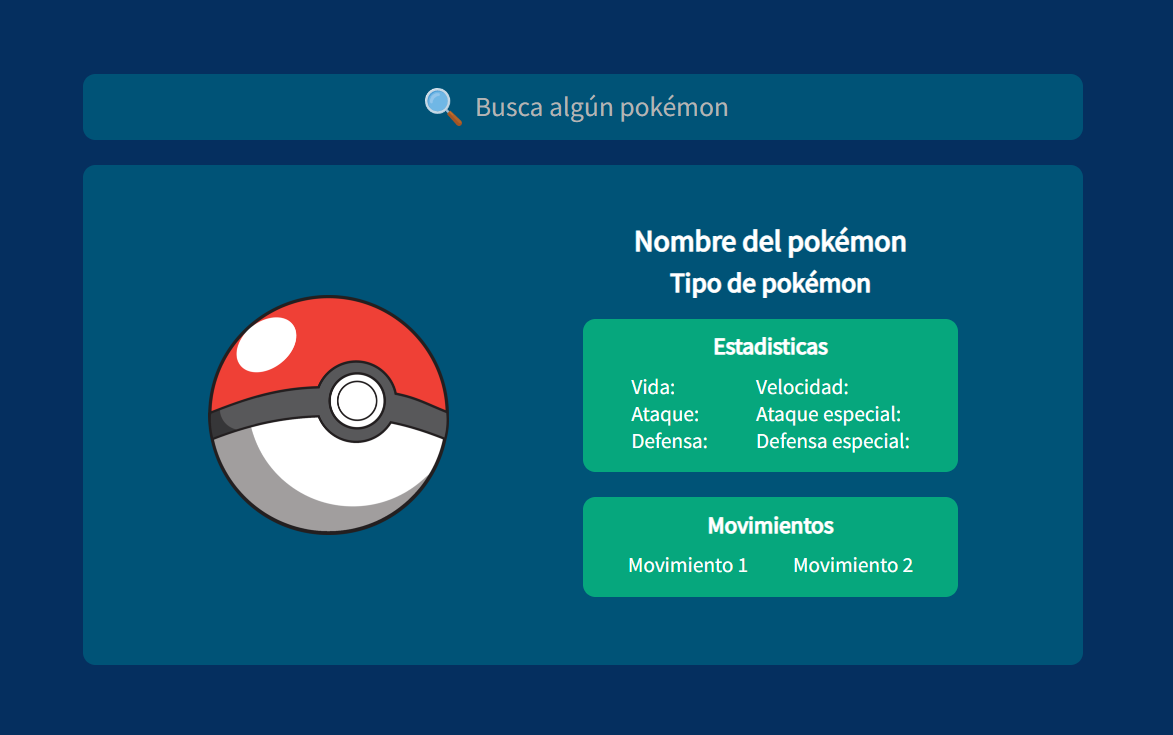 Busca algún pokémon
Nombre del pokémon
Tipo de pokémon
Estadisticas
Vida: Velocidad:
Ataque: Ataque especial:
Defensa: Defensa especial:
Movimientos
Movimiento 1 Movimiento 2